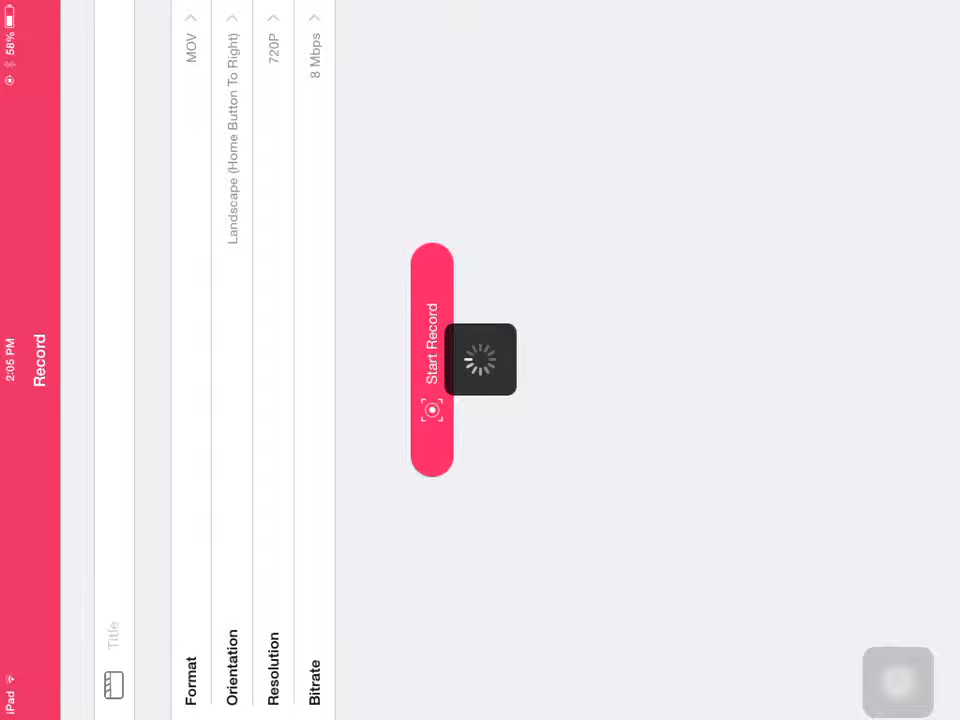 iPad
2:05 PM
58%
Record
Title
Format MOV
Orientation Landscape (Home Button To Right)
Resolution 720P
Bitrate 8 Mbps
Start Record